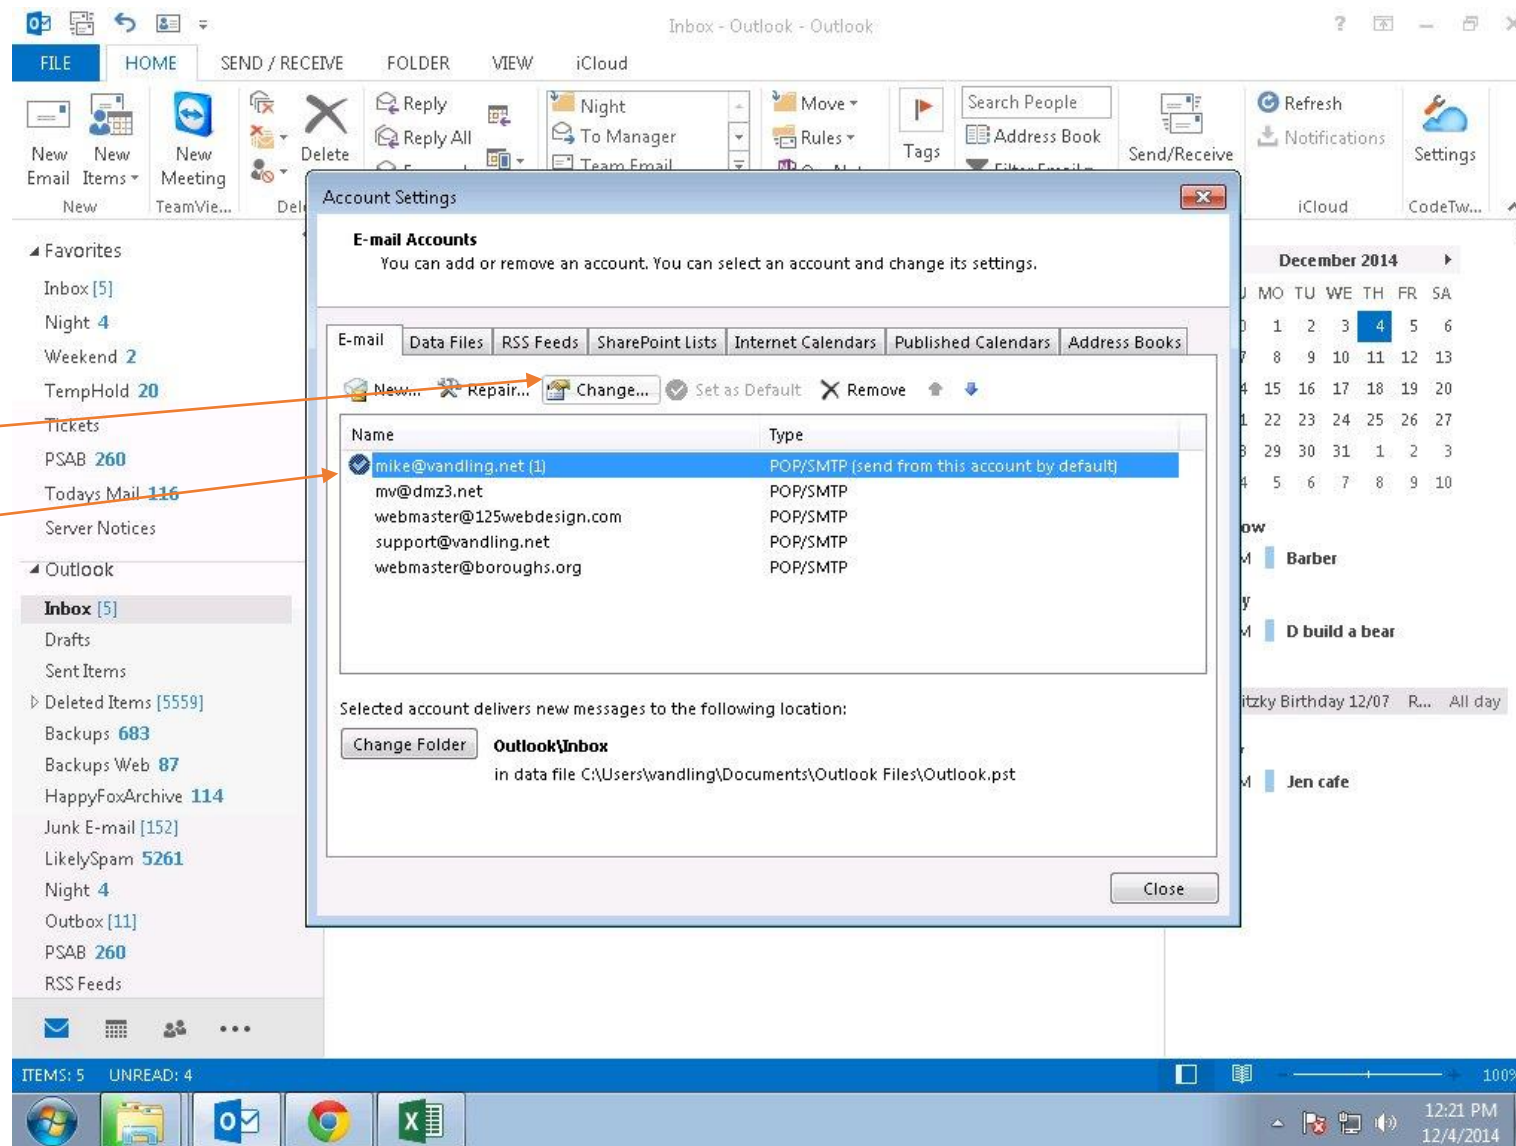 Inbox - Outlook - Outlook
FILE HOME SEND / RECEIVE FOLDER VIEW iCloud
New Email
New Items
New
New Meeting
TeamVie...
Delete
Reply
Reply All
Night
To Manager
Team Email
Move
Rules
Tags
Search People
Address Book
Filter Email
Send/Receive
Refresh
Notifications
iCloud
Settings
CodeTw...
Favorites
Inbox [5]
Night 4
Weekend 2
TempHold 20
Tickets
PSAB 260
Todays Mail 116
Server Notices
Outlook
Inbox [5]
Drafts
Sent Items
Deleted Items [5559]
Backups 683
Backups Web 87
HappyFoxArchive 114
Junk E-mail [152]
LikelySpam 5261
Night 4
Outbox [11]
PSAB 260
RSS Feeds
Account Settings
E-mail Accounts
You can add or remove an account. You can select an account and change its settings.
E-mail Data Files RSS Feeds SharePoint Lists Internet Calendars Published Calendars Address Books
New... Repair... Change... Set as Default Remove
Name Type
mike@vandling.net (1) POP/SMTP (send from this account by default)
mv@dmz3.net POP/SMTP
webmaster@125webdesign.com POP/SMTP
support@vandling.net POP/SMTP
webmaster@boroughs.org POP/SMTP
Selected account delivers new messages to the following location:
Change Folder Outlook\Inbox
in data file C:\Users\vandling\Documents\Outlook Files\Outlook.pst
Close
December 2014
MO TU WE TH FR SA
1 2 3 4 5 6
8 9 10 11 12 13
15 16 17 18 19 20
22 23 24 25 26 27
29 30 31 1 2 3
5 6 7 8 9 10
Barber
D build a bear
Birthday 12/07 R... All day
Jen cafe
ITEMS: 5 UNREAD: 4
100%
12:21 PM
12/4/2014